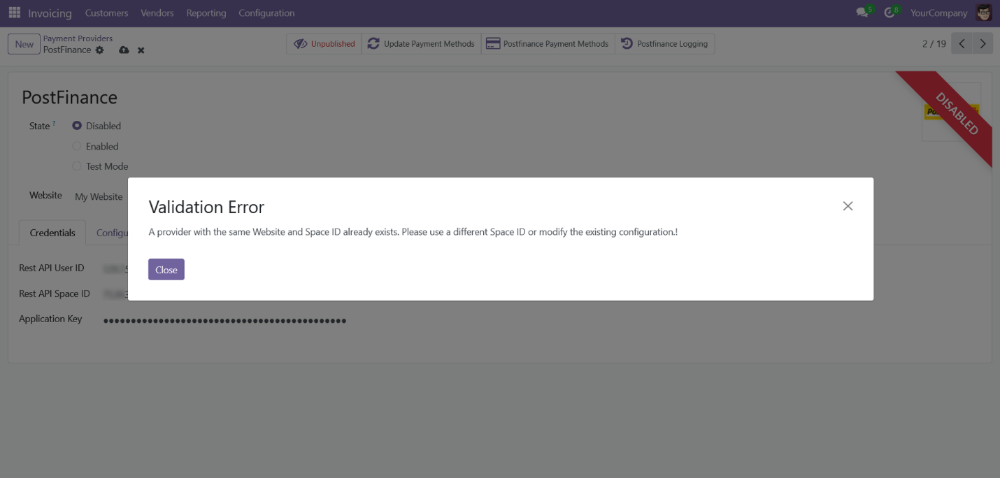 Invoicing Customers Vendors Reporting Configuration 5 8 YourCompany
New Payment Providers
PostFinance
Unpublished Update Payment Methods Postfinance Payment Methods Postfinance Logging 2 / 19
PostFinance
DISABLED
State ? Disabled
Enabled
Test Mode
Website My Website
Validation Error
A provider with the same Website and Space ID already exists. Please use a different Space ID or modify the existing configuration.!
Close
Credentials
Rest API User ID
Rest API Space ID
Application Key